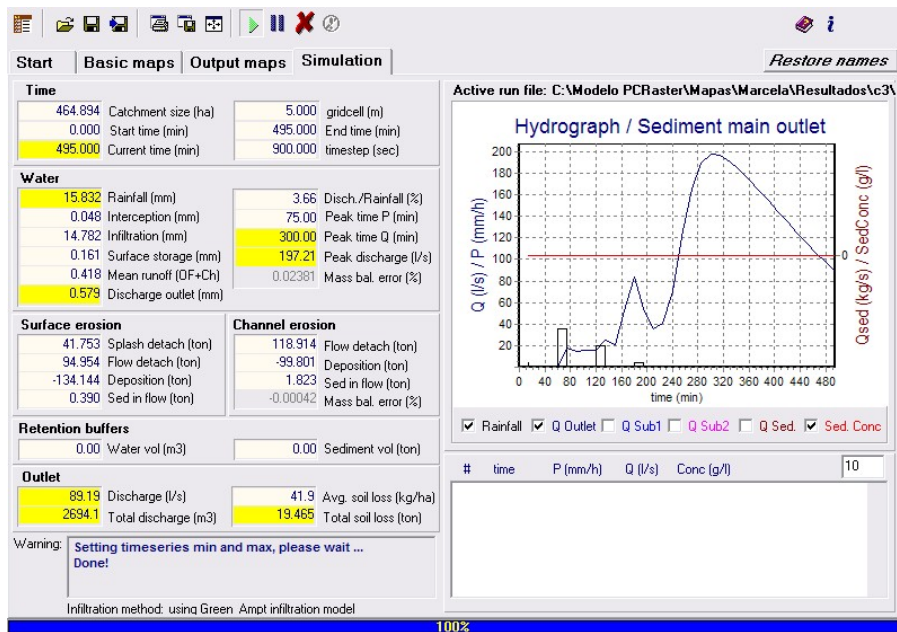 Start Basic maps Output maps Simulation Restore names
Time
464.894 Catchment size (ha) 5.000 gridcell (m)
0.000 Start time (min) 495.000 End time (min)
495.000 Current time (min) 900.000 timestep (sec)
Water
15.832 Rainfall (mm) 3.66 Disch./Rainfall (%)
0.048 Interception (mm) 75.00 Peak time P (min)
14.782 Infiltration (mm) 300.00 Peak time Q (min)
0.161 Surface storage (mm) 197.21 Peak discharge (l/s)
0.418 Mean runoff (OF+Ch) 0.02381 Mass bal. error (%)
0.579 Discharge outlet (mm)
Surface erosion Channel erosion
41.753 Splash detach (ton) 118.914 Flow detach (ton)
94.954 Flow detach (ton) -99.801 Deposition (ton)
-134.144 Deposition (ton) 1.823 Sed in flow (ton)
0.390 Sed in flow (ton) -0.00042 Mass bal. error (%)
Retention buffers
0.00 Water vol (m3) 0.00 Sediment vol (ton)
Outlet
89.19 Discharge (l/s) 41.9 Avg. soil loss (kg/ha)
2694.1 Total discharge (m3) 19.465 Total soil loss (ton)
Warning: Setting timeseries min and max, please wait ...
Done!
Infiltration method: using Green Ampt infiltration model
Active run file: C:\Modelo PCRaster\Mapas\Marcela\Resultados\c3\
Hydrograph / Sediment main outlet
Q (l/s) / P (mm/h)
200
180
160
140
120
100
80
60
40
20
0
Qsed (kg/s) / SedConc (g/l)
0 40 80 120 160 200 240 280 320 360 400 440 480
time (min)
Rainfall Q Outlet Q Sub1 Q Sub2 Q Sed. Sed. Conc
# time P (mm/h) Q (l/s) Conc (g/l) 10
100%